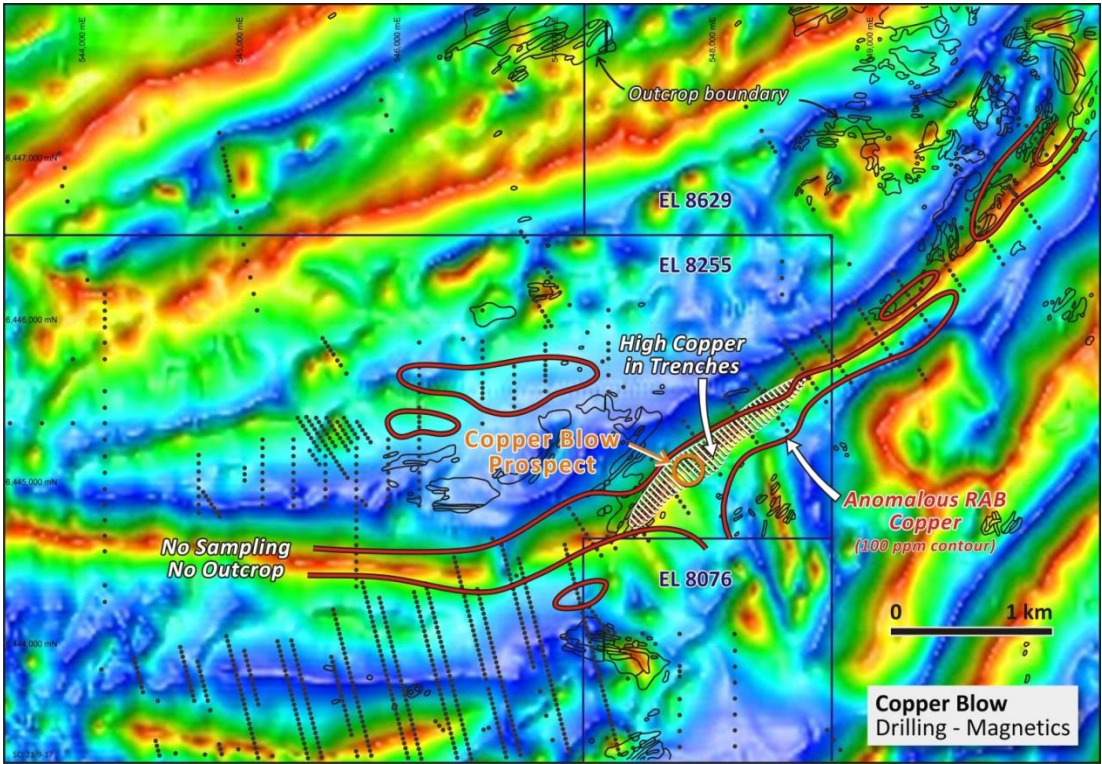 544,000 mE
545,000 mE
546,000 mE
548,000 mE
549,000 mE
Outcrop boundary
6,447,000 mN
EL 8629
EL 8255
6,446,000 mN
High Copper
in Trenches
Copper Blow
Prospect
6,445,000 mN
Anomalous RAB
Copper
(100 ppm contour)
No Sampling
No Outcrop
EL 8076
0 1 km
6,444,000 mN
Copper Blow
Drilling - Magnetics